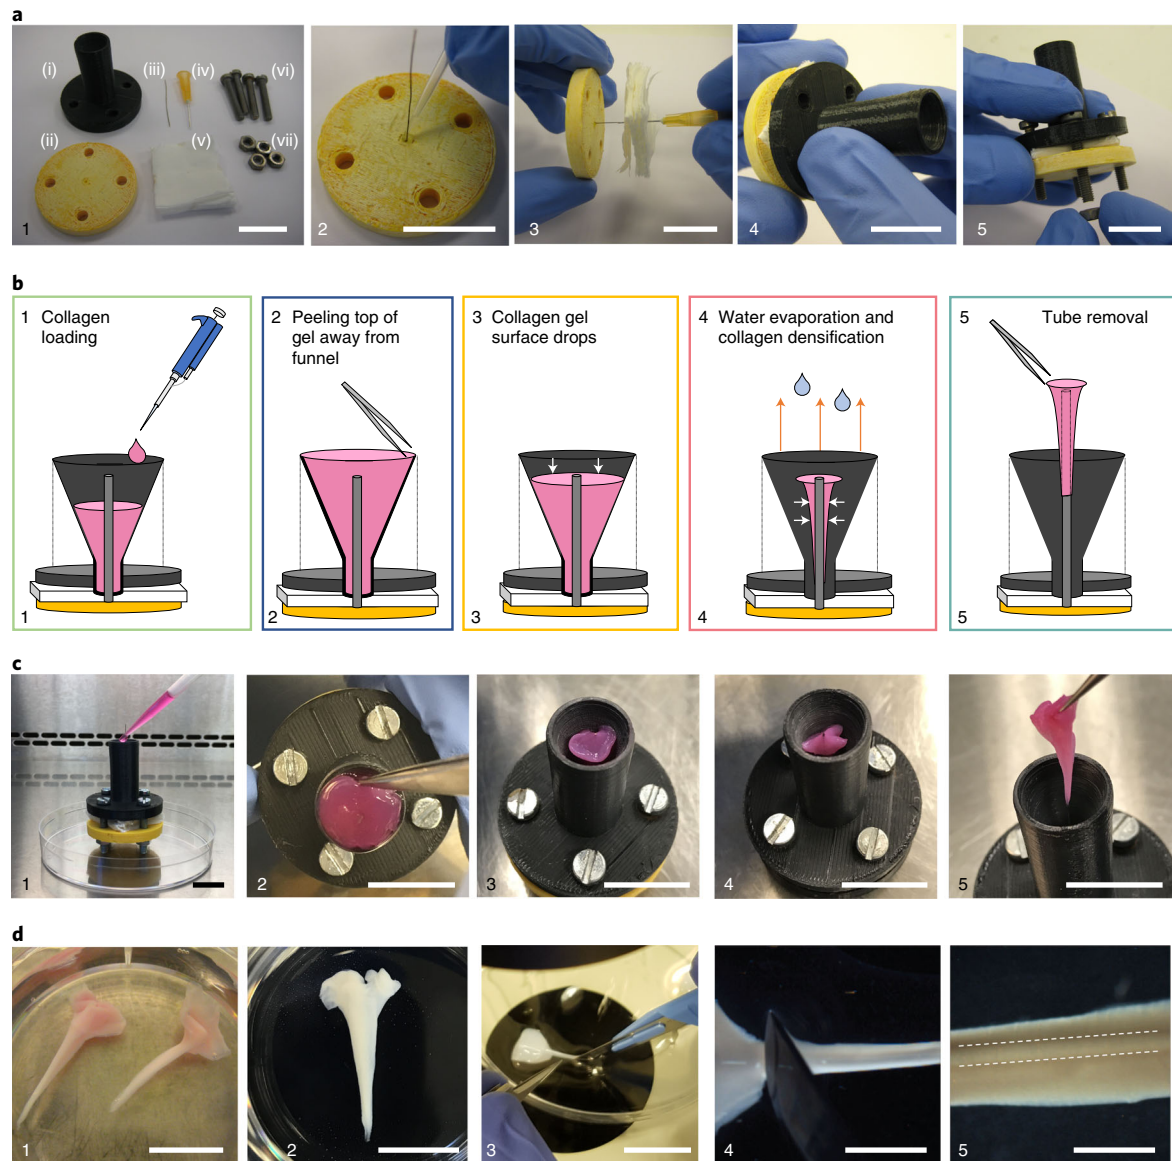 a
(i)
(iii)
(iv)
(vi)
(ii)
(v)
(vii)
1
2
3
4
5
b
1 Collagen
loading
2 Peeling top of
gel away from
funnel
3 Collagen gel
surface drops
4 Water evaporation and
collagen densification
5 Tube removal
1
2
3
4
5
c
1
2
3
4
5
d
1
2
3
4
5